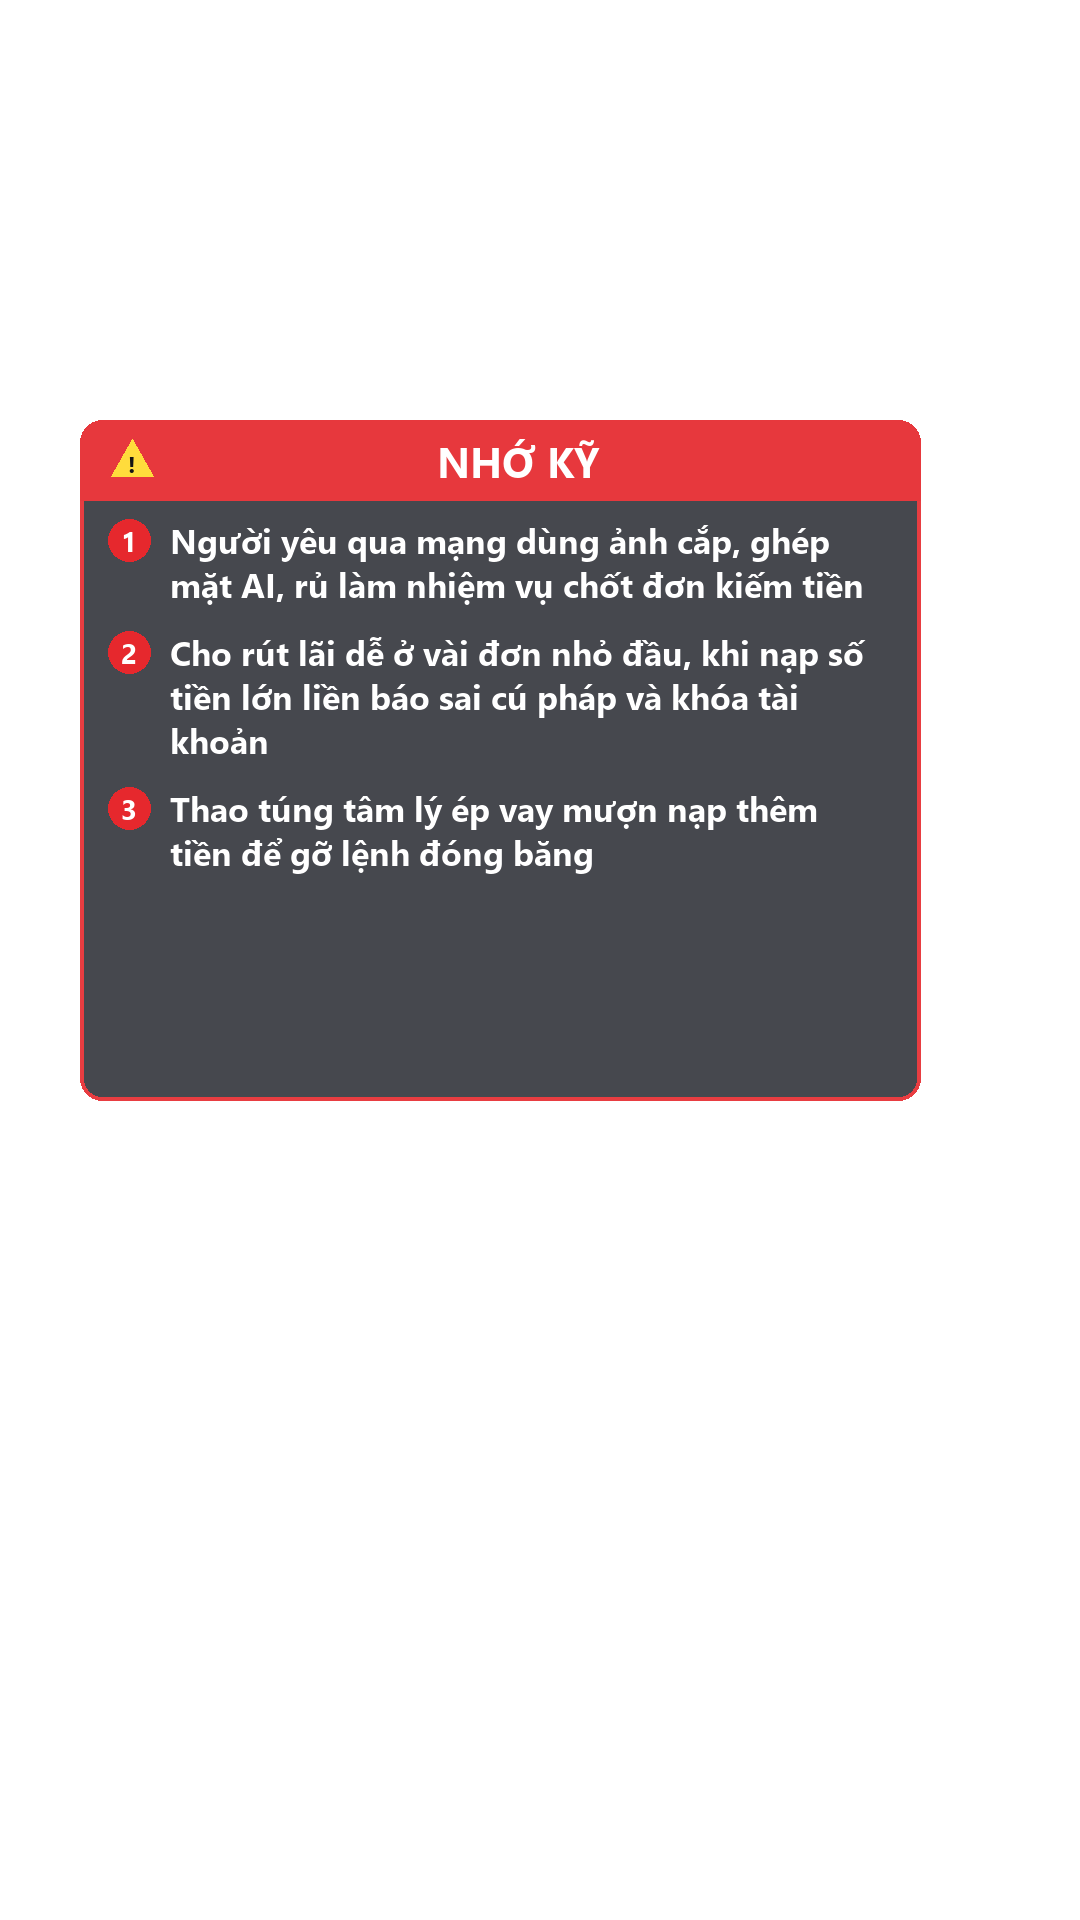 !
NHỚ KỸ
1 Người yêu qua mạng dùng ảnh cắp, ghép
mặt AI, rủ làm nhiệm vụ chốt đơn kiếm tiền
2 Cho rút lãi dễ ở vài đơn nhỏ đầu, khi nạp số
tiền lớn liền báo sai cú pháp và khóa tài
khoản
3 Thao túng tâm lý ép vay mượn nạp thêm
tiền để gỡ lệnh đóng băng